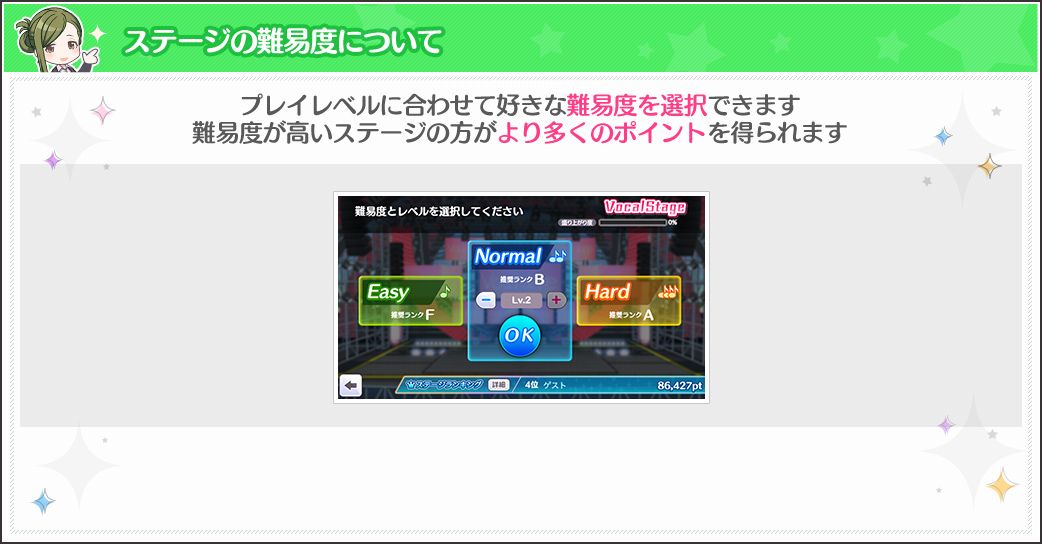 ステージの難易度について
プレイレベルに合わせて好きな難易度を選択できます
難易度が高いステージの方がより多くのポイントを得られます
難易度とレベルを選択してください
VocalStage
盛り上がり度 0%
Normal
推奨ランク B
Easy
推奨ランク F
Hard
推奨ランク A
Lv.2
OK
ステージランキング 詳細 4位 ゲスト 86,427pt